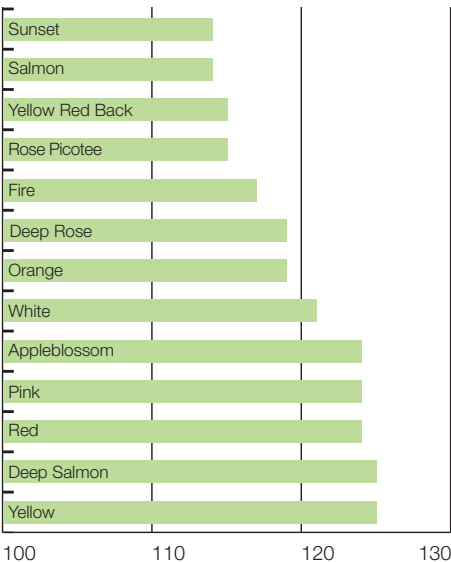 Sunset
Salmon
Yellow Red Back
Rose Picotee
Fire
Deep Rose
Orange
White
Appleblossom
Pink
Red
Deep Salmon
Yellow
100 110 120 130